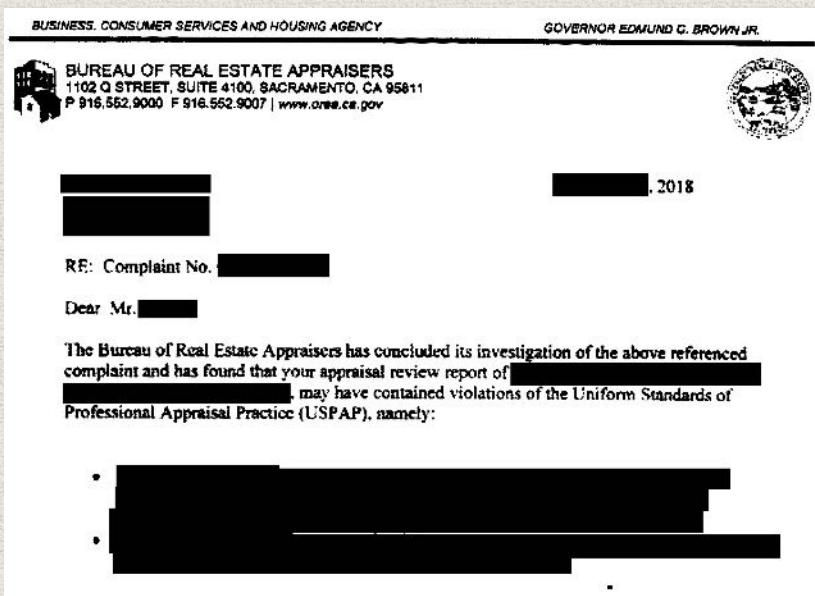 BUSINESS, CONSUMER SERVICES AND HOUSING AGENCY
GOVERNOR EDMUND G. BROWN JR.
BUREAU OF REAL ESTATE APPRAISERS
1102 Q STREET, SUITE 4100, SACRAMENTO, CA 95811
P 916.552.9000 F 916.552.9007 | www.orea.ca.gov
, 2018
RE: Complaint No.
Dear Mr.
The Bureau of Real Estate Appraisers has concluded its investigation of the above referenced
complaint and has found that your appraisal review report of
, may have contained violations of the Uniform Standards of
Professional Appraisal Practice (USPAP), namely: